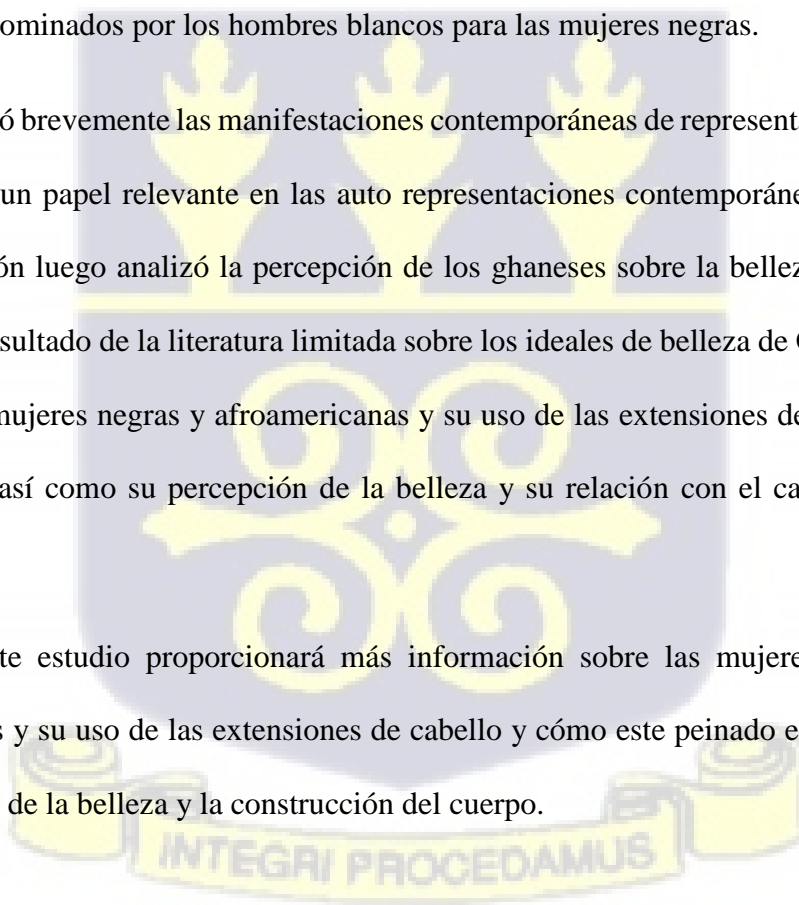 ominados por los hombres blancos para las mujeres negras.
ó brevemente las manifestaciones contemporáneas de represent
un papel relevante en las auto representaciones contemporáne
ón luego analizó la percepción de los ghaneses sobre la bellez
sultado de la literatura limitada sobre los ideales de belleza de
mujeres negras y afroamericanas y su uso de las extensiones de
así como su percepción de la belleza y su relación con el ca
te estudio proporcionará más información sobre las mujere
s y su uso de las extensiones de cabello y cómo este peinado e
de la belleza y la construcción del cuerpo.
INTEGRI PROCEDAMUS